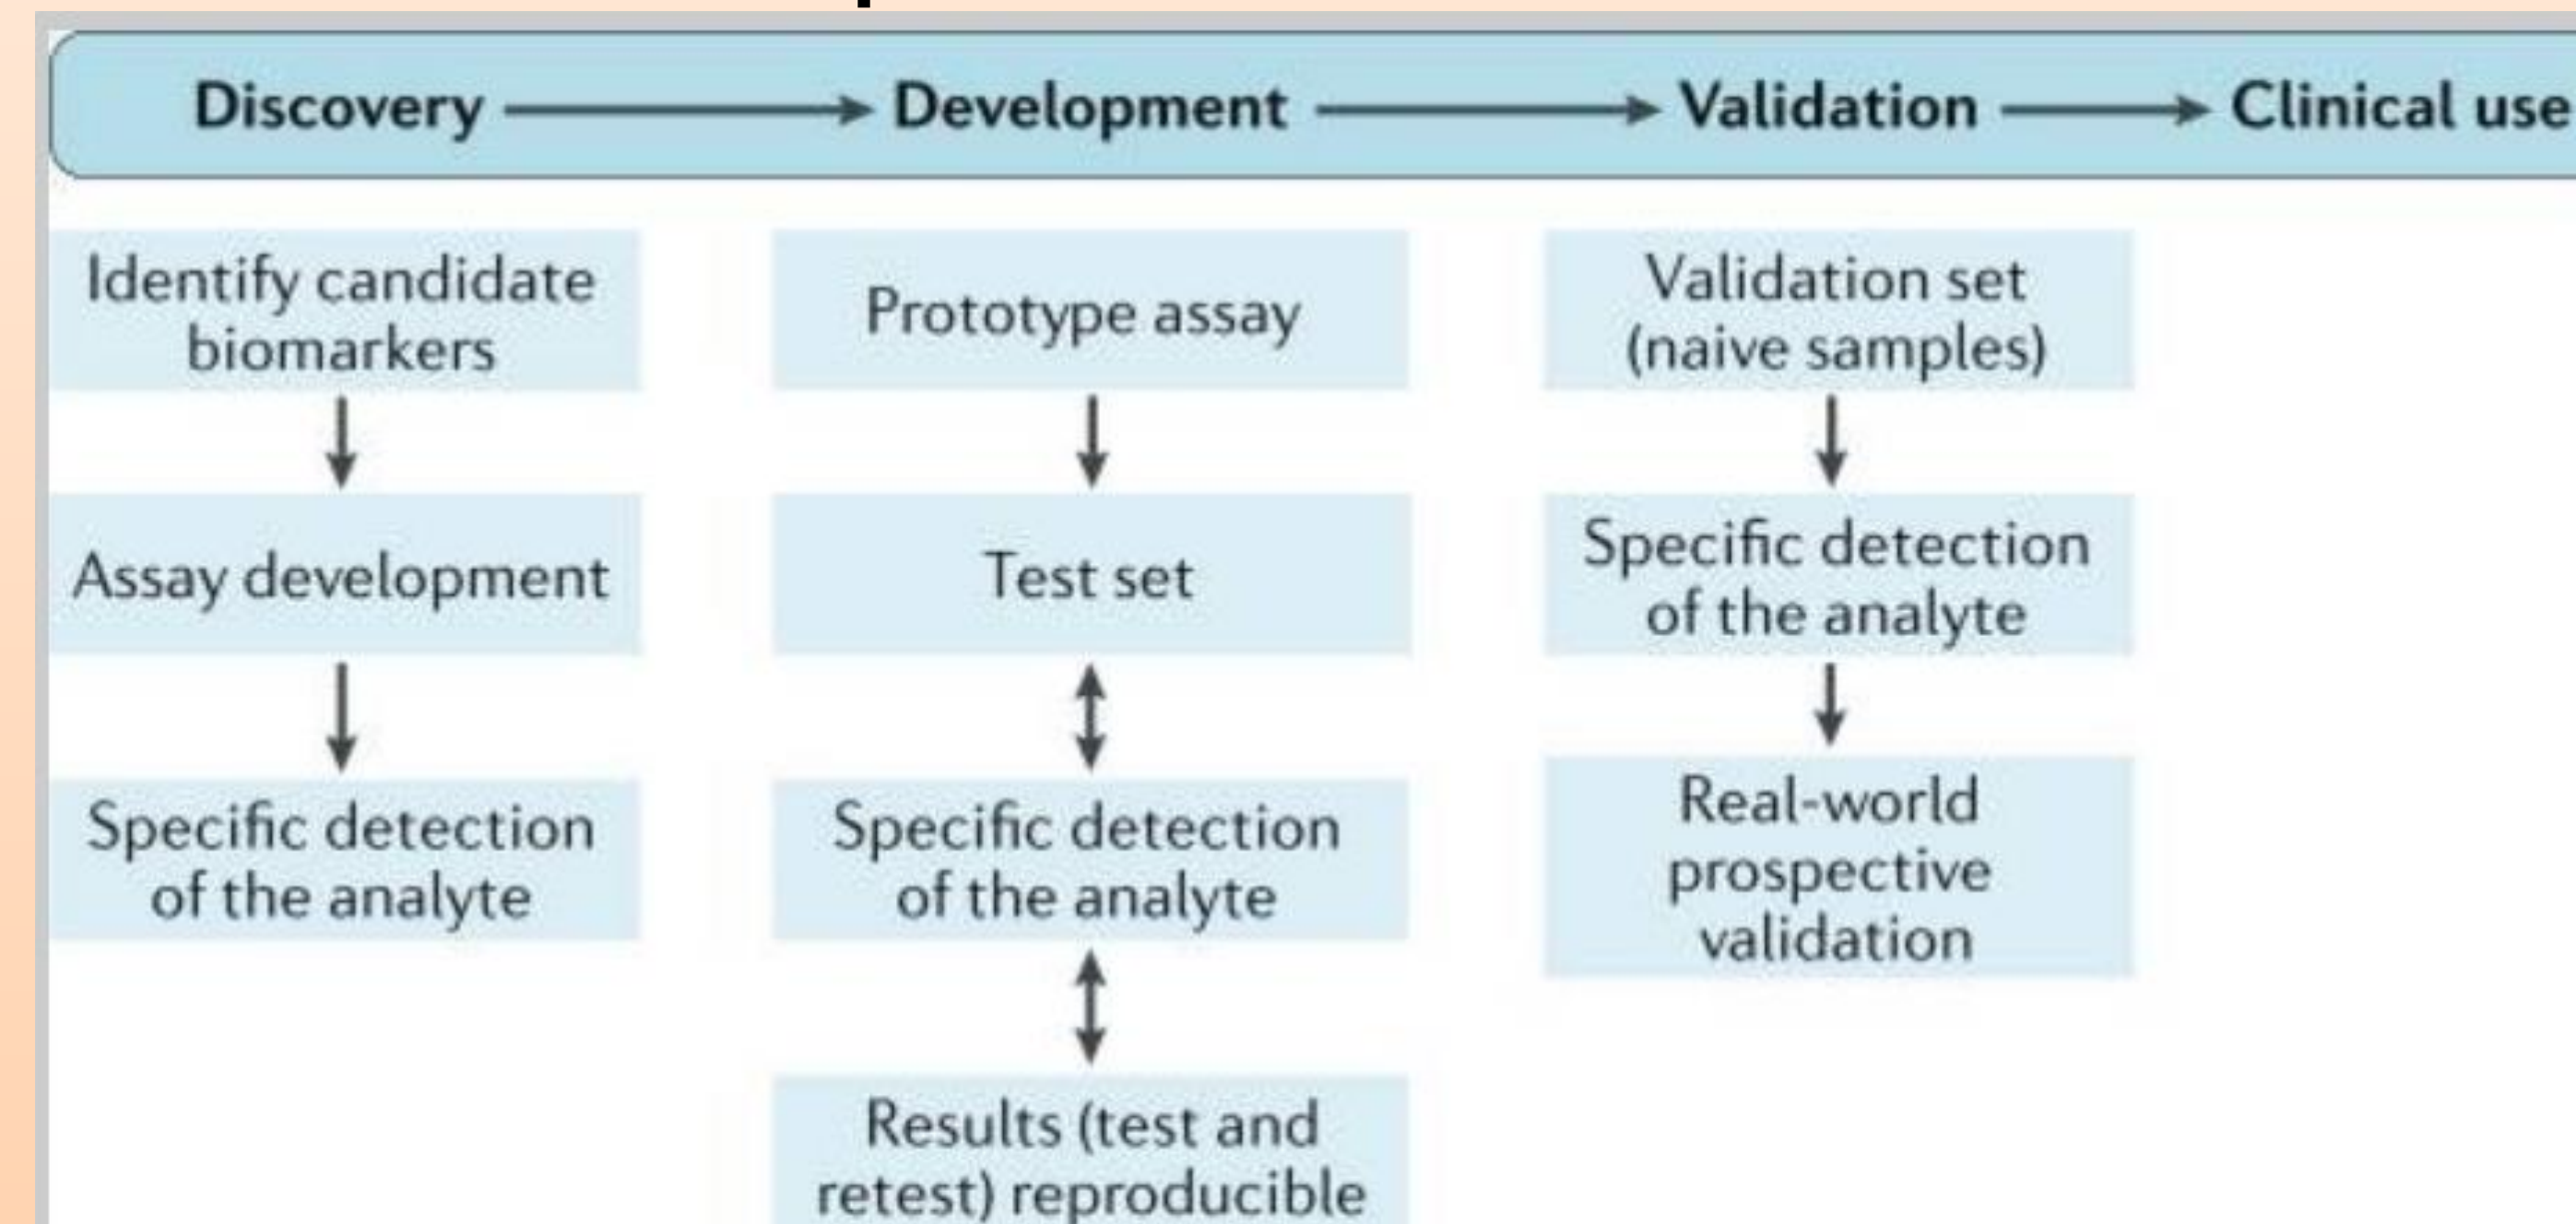 Discovery
Development
Validation
Clinical use
Identify candidate
biomarkers
Assay development
Specific detection
of the analyte
Prototype assay
Test set
Specific detection
of the analyte
Results (test and
retest) reproducible
Validation set
(naive samples)
Specific detection
of the analyte
Real-world
prospective
validation